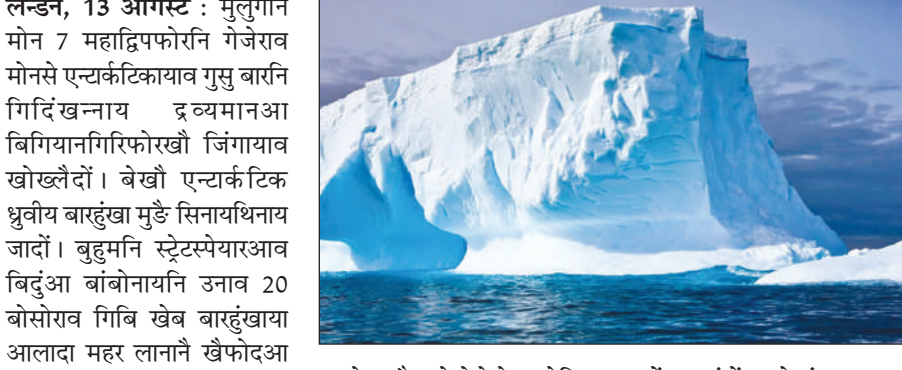 लन्डन, 13 आगस्ट : मुलुगनि
मोन 7 महाद्विपफोरनि गेजेराव
मोनसे एन्टार्कटिकायाव गुसु बारनि
गिदिंखन्नाय द्रव्यमानआ
बिगियानगिरिफोरखौ जिंगायाव
खोख्लैदों। बेखौ एन्टार्कटिक
ध्रुवीय बारहुंखा मुङै सिनायथिनाय
जादों। बुहुमनि स्ट्रेटस्पेयारआव
बिदुंआ बांबोनायनि उनाव 20
बोसोराव गिबि खेब बारहुंखाया
आलादा महर लानानै खैफोदआ